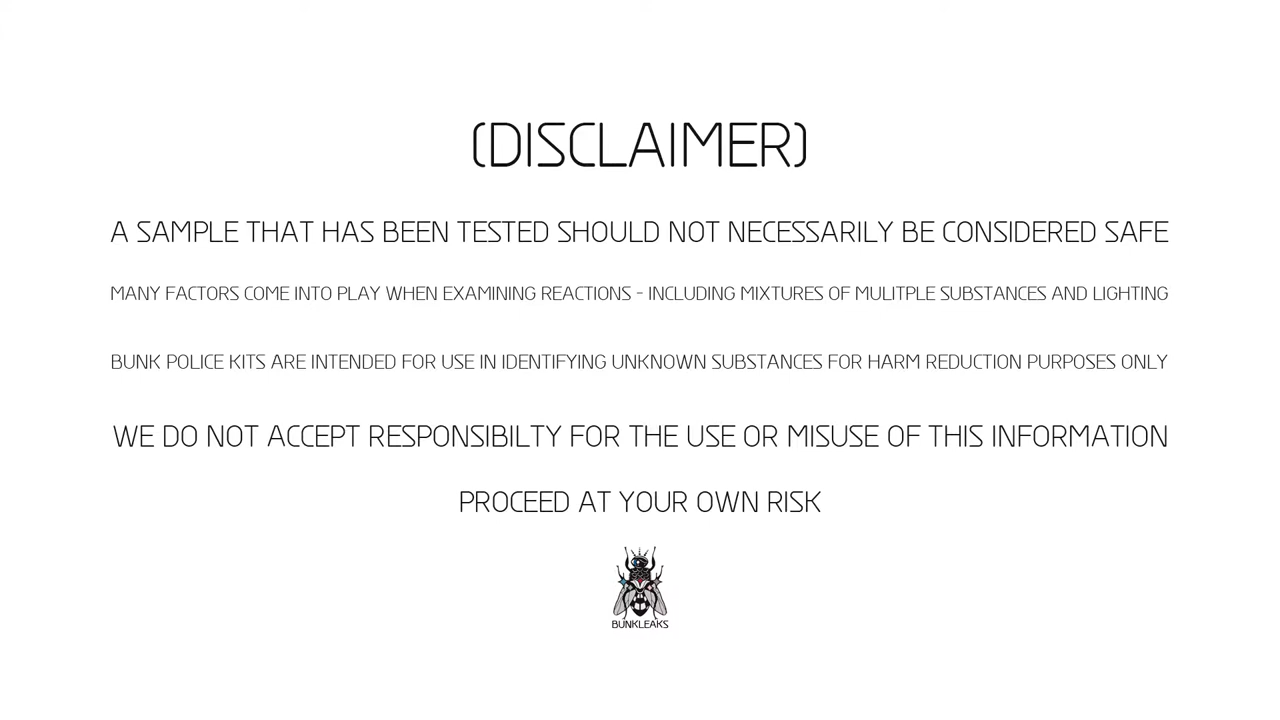 (DISCLAIMER)
A SAMPLE THAT HAS BEEN TESTED SHOULD NOT NECESSARILY BE CONSIDERED SAFE
MANY FACTORS COME INTO PLAY WHEN EXAMINING REACTIONS - INCLUDING MIXTURES OF MULITPLE SUBSTANCES AND LIGHTING
BUNK POLICE KITS ARE INTENDED FOR USE IN IDENTIFYING UNKNOWN SUBSTANCES FOR HARM REDUCTION PURPOSES ONLY
WE DO NOT ACCEPT RESPONSIBILTY FOR THE USE OR MISUSE OF THIS INFORMATION
PROCEED AT YOUR OWN RISK
BUNKLEAKS